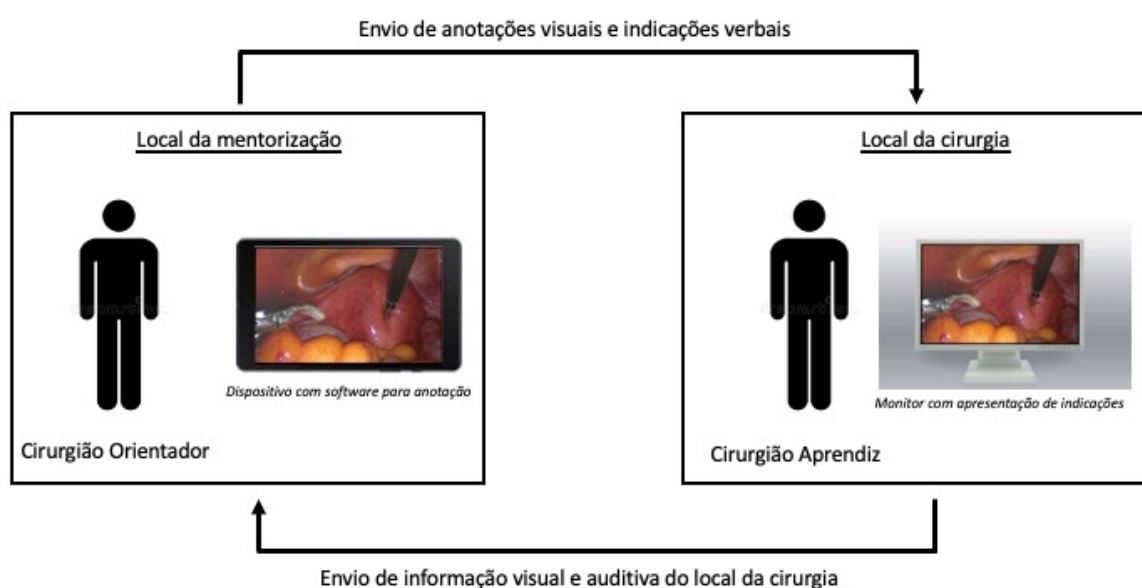 Envio de anotações visuais e indicações verbais
Local da mentorização
Dispositivo com software para anotação
Cirurgião Orientador
Local da cirurgia
Monitor com apresentação de indicações
Cirurgião Aprendiz
Envio de informação visual e auditiva do local da cirurgia